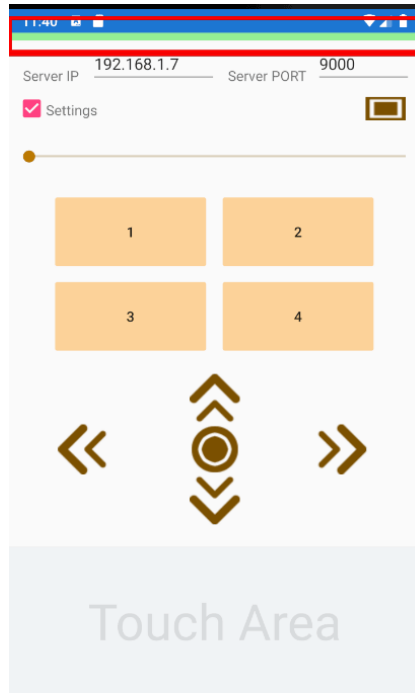 11:40
Server IP 192.168.1.7 Server PORT 9000
Settings
1 2
3 4
Touch Area